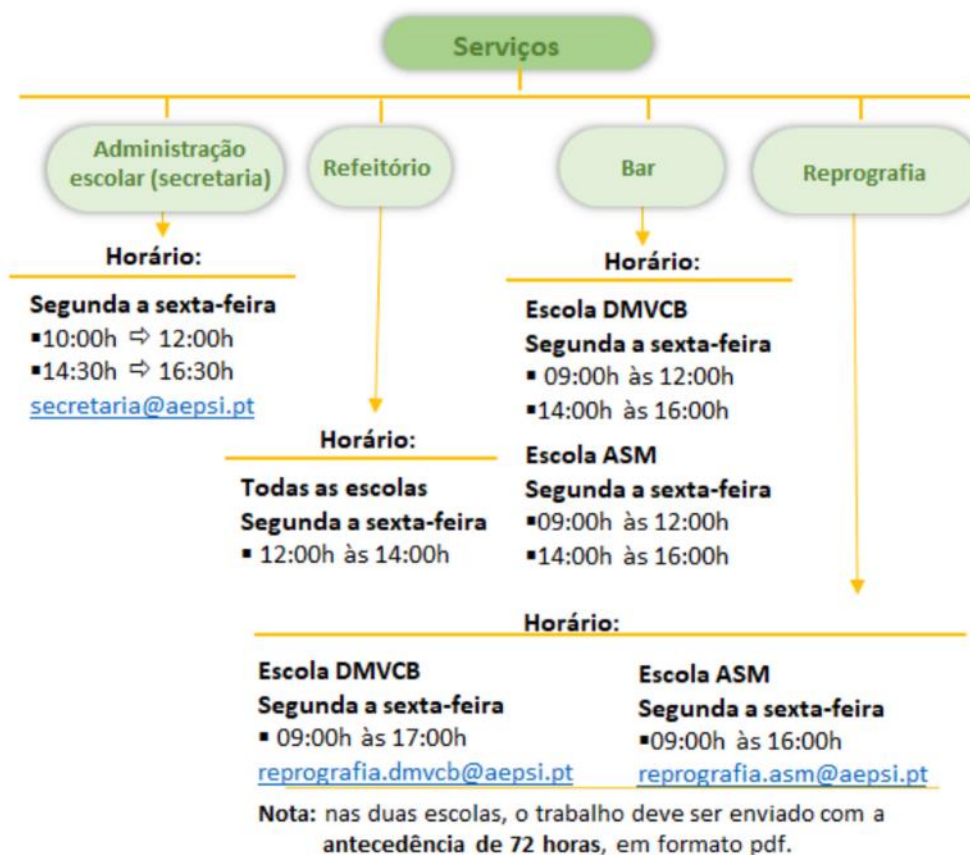 Serviços
Administração
escolar (secretaria)
Refeitório
Bar
Reprografia
Horário:
Segunda a sexta-feira
▪10:00h ⇨ 12:00h
▪14:30h ⇨ 16:30h
secretaria@aepsi.pt
Horário:
Todas as escolas
Segunda a sexta-feira
▪ 12:00h às 14:00h
Horário:
Escola DMVCB
Segunda a sexta-feira
▪ 09:00h às 12:00h
▪14:00h às 16:00h
Escola ASM
Segunda a sexta-feira
▪09:00h às 12:00h
▪14:00h às 16:00h
Horário:
Escola DMVCB
Segunda a sexta-feira
▪ 09:00h às 17:00h
reprografia.dmvcb@aepsi.pt
Escola ASM
Segunda a sexta-feira
▪09:00h às 16:00h
reprografia.asm@aepsi.pt
Nota: nas duas escolas, o trabalho deve ser enviado com a
antecedência de 72 horas, em formato pdf.